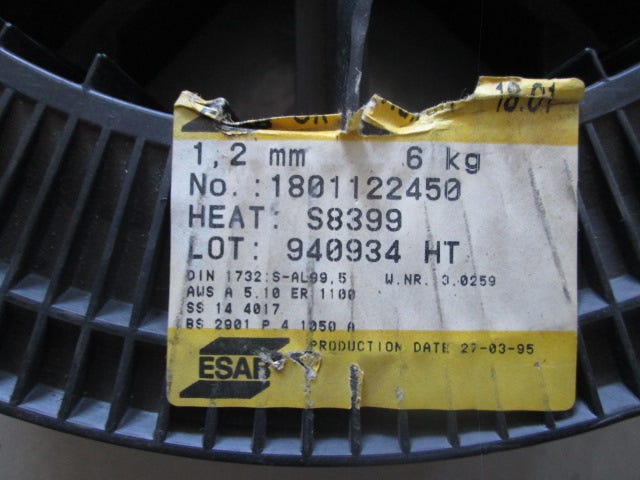 OK 18.01
1,2 mm 6 kg
No.:1801122450
HEAT: S8399
LOT: 940934 HT
DIN 1732:S-AL99,5 W.NR. 3.0259
AWS A 5.10 ER 1100
SS 14 4017
BS 2901 P 4 1050 A
PRODUCTION DATE 27-03-95
ESAB